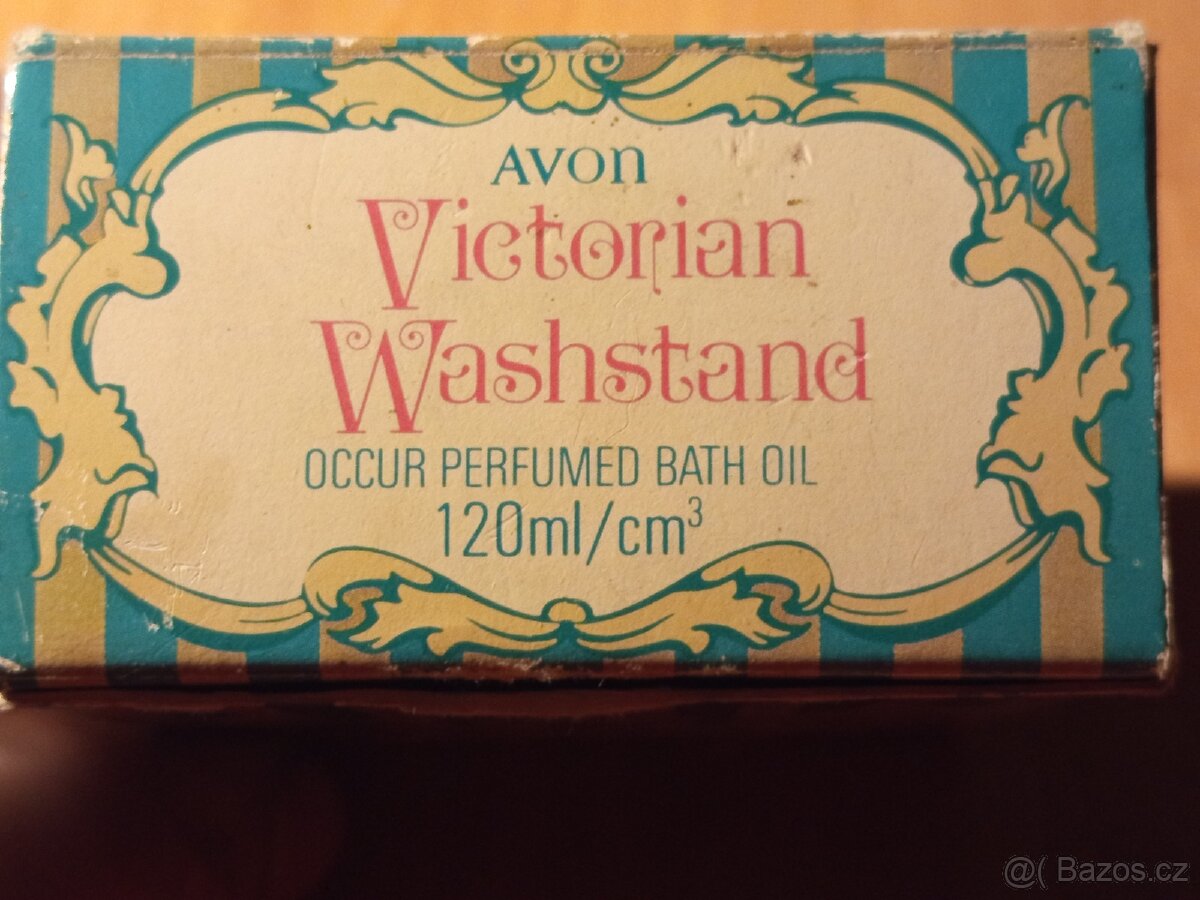 AVON
Victorian
Washstand
OCCUR PERFUMED BATH OIL
120ml/cm³
@( Bazos.cz